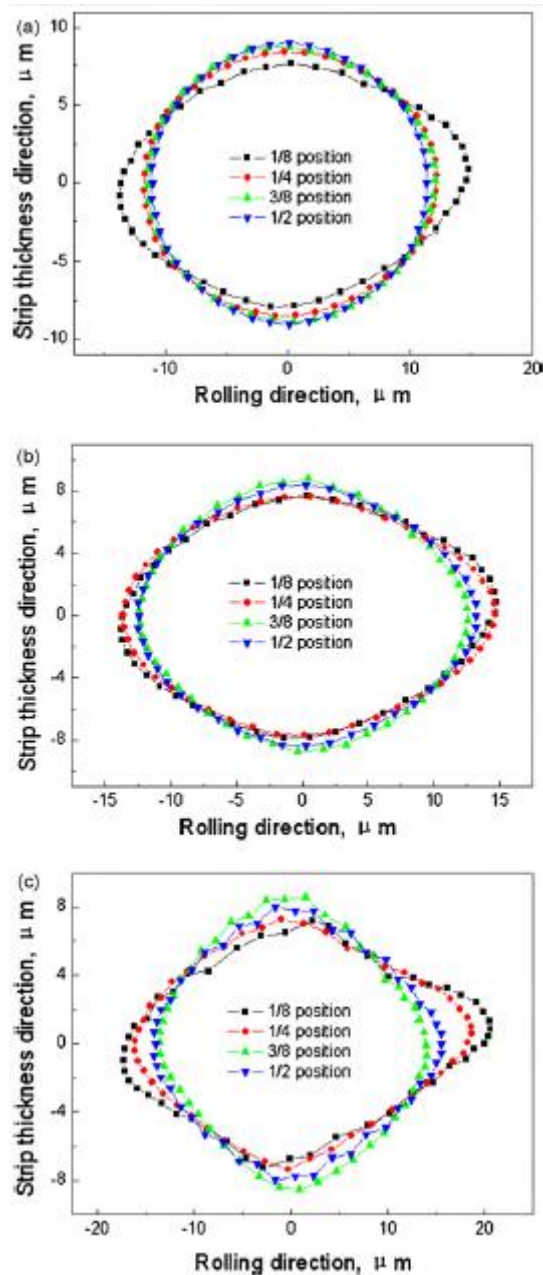 (a)
10
5
0
-5
-10
Strip thickness direction, μ m
1/8 position
1/4 position
3/8 position
1/2 position
-10
0
10
20
Rolling direction, μ m
(b)
8
4
0
-4
-8
Strip thickness direction, μ m
1/8 position
1/4 position
3/8 position
1/2 position
-15
-10
-5
0
5
10
15
Rolling direction, μ m
(c)
8
4
0
-4
-8
Strip thickness direction, μ m
1/8 position
1/4 position
3/8 position
1/2 position
-20
-10
0
10
20
Rolling direction, μ m